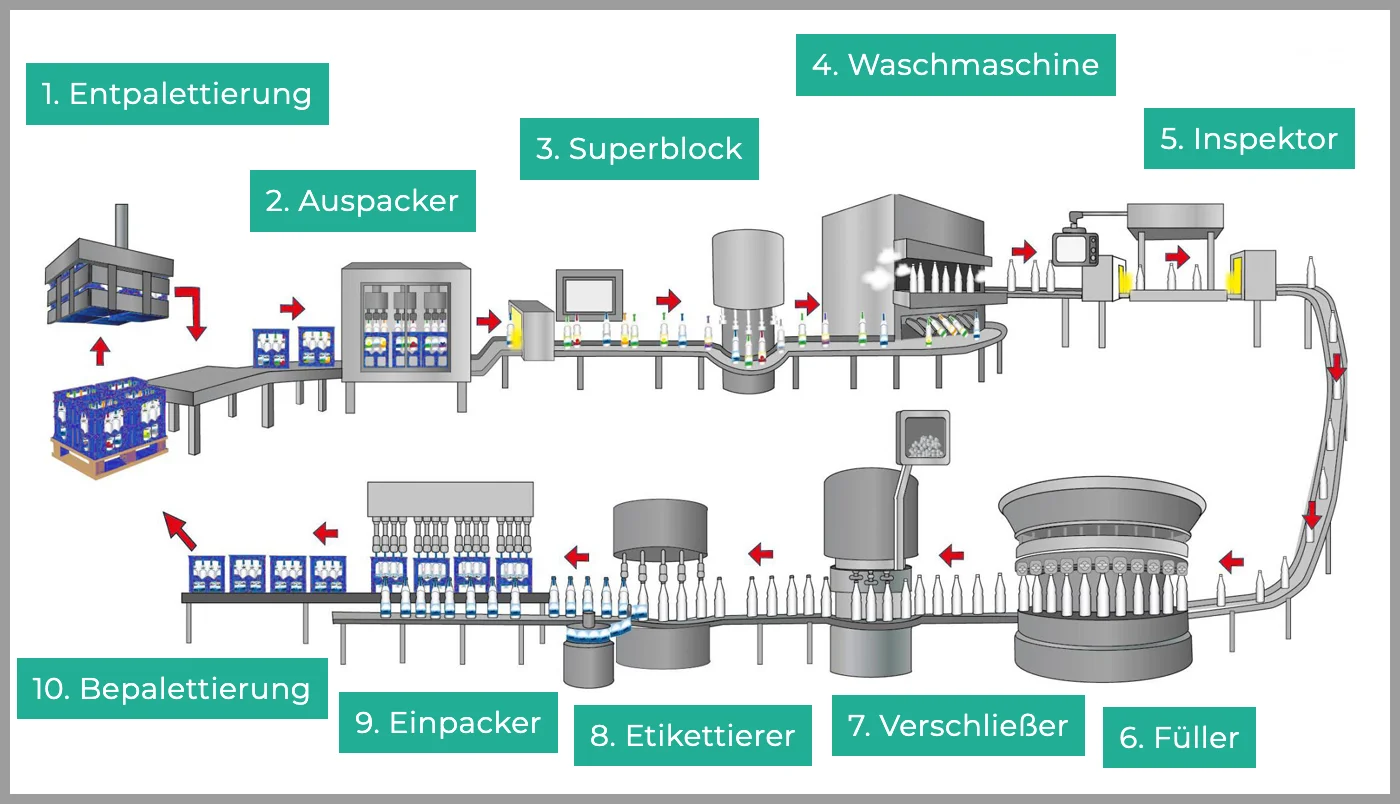 1. Entpalettierung
2. Auspacker
3. Superblock
4. Waschmaschine
5. Inspektor
6. Füller
7. Verschließer
8. Etikettierer
9. Einpacker
10. Bepalettierung